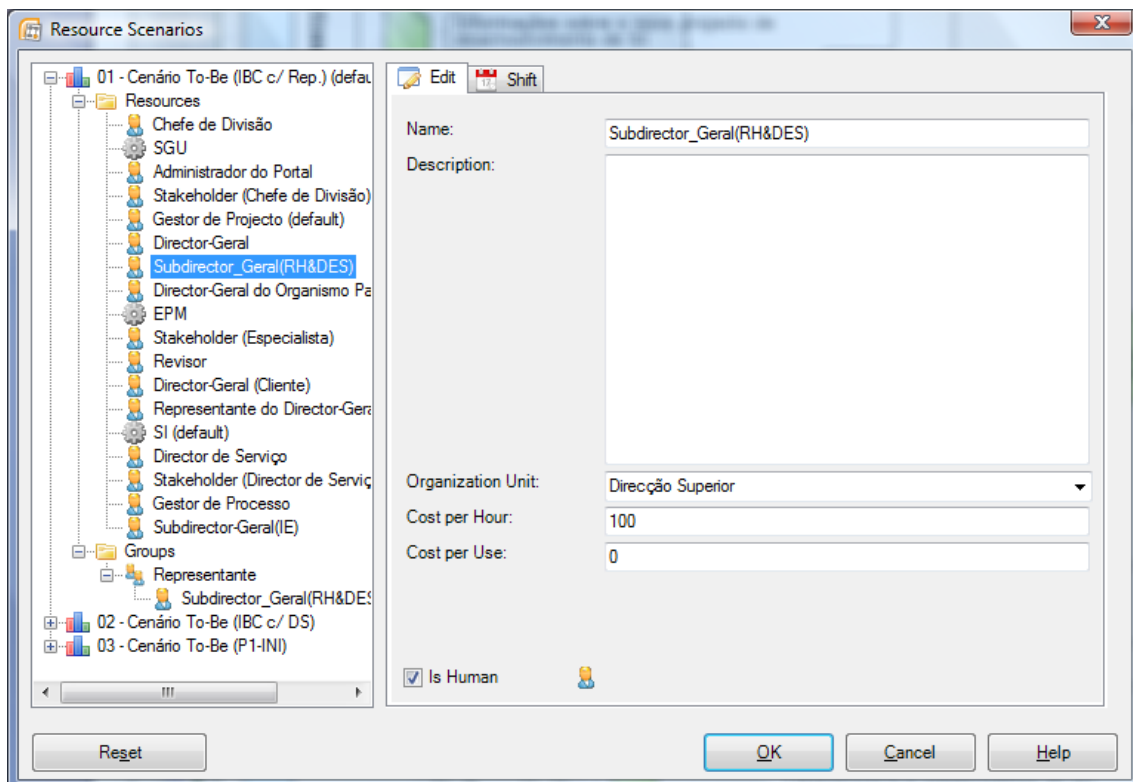 Resource Scenarios
01 - Cenário To-Be (IBC c/ Rep.) (defau
Resources
Chefe de Divisão
SGU
Administrador do Portal
Stakeholder (Chefe de Divisão)
Gestor de Projecto (default)
Director-Geral
Subdirector_Geral(RH&DES)
Director-Geral do Organismo Pa
EPM
Stakeholder (Especialista)
Revisor
Director-Geral (Cliente)
Representante do Director-Gera
SI (default)
Director de Serviço
Stakeholder (Director de Serviç
Gestor de Processo
Subdirector-Geral(IE)
Groups
Representante
Subdirector_Geral(RH&DES
02 - Cenário To-Be (IBC c/ DS)
03 - Cenário To-Be (P1-INI)
Edit
Shift
Name:
Subdirector_Geral(RH&DES)
Description:
Organization Unit:
Direcção Superior
Cost per Hour:
100
Cost per Use:
0
Is Human
Reset
OK
Cancel
Help